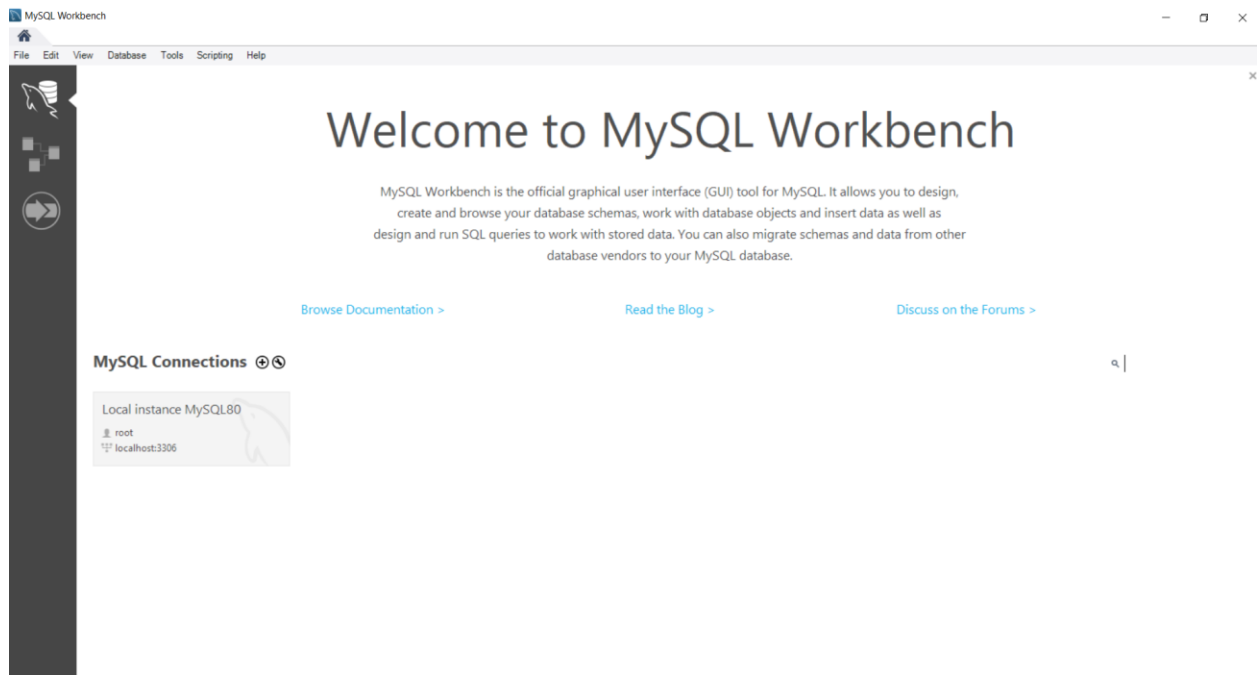 MySQL Workbench
File Edit View Database Tools Scripting Help
Welcome to MySQL Workbench
MySQL Workbench is the official graphical user interface (GUI) tool for MySQL. It allows you to design,
create and browse your database schemas, work with database objects and insert data as well as
design and run SQL queries to work with stored data. You can also migrate schemas and data from other
database vendors to your MySQL database.
Browse Documentation > Read the Blog > Discuss on the Forums >
MySQL Connections
Local instance MySQL80
root
localhost:3306